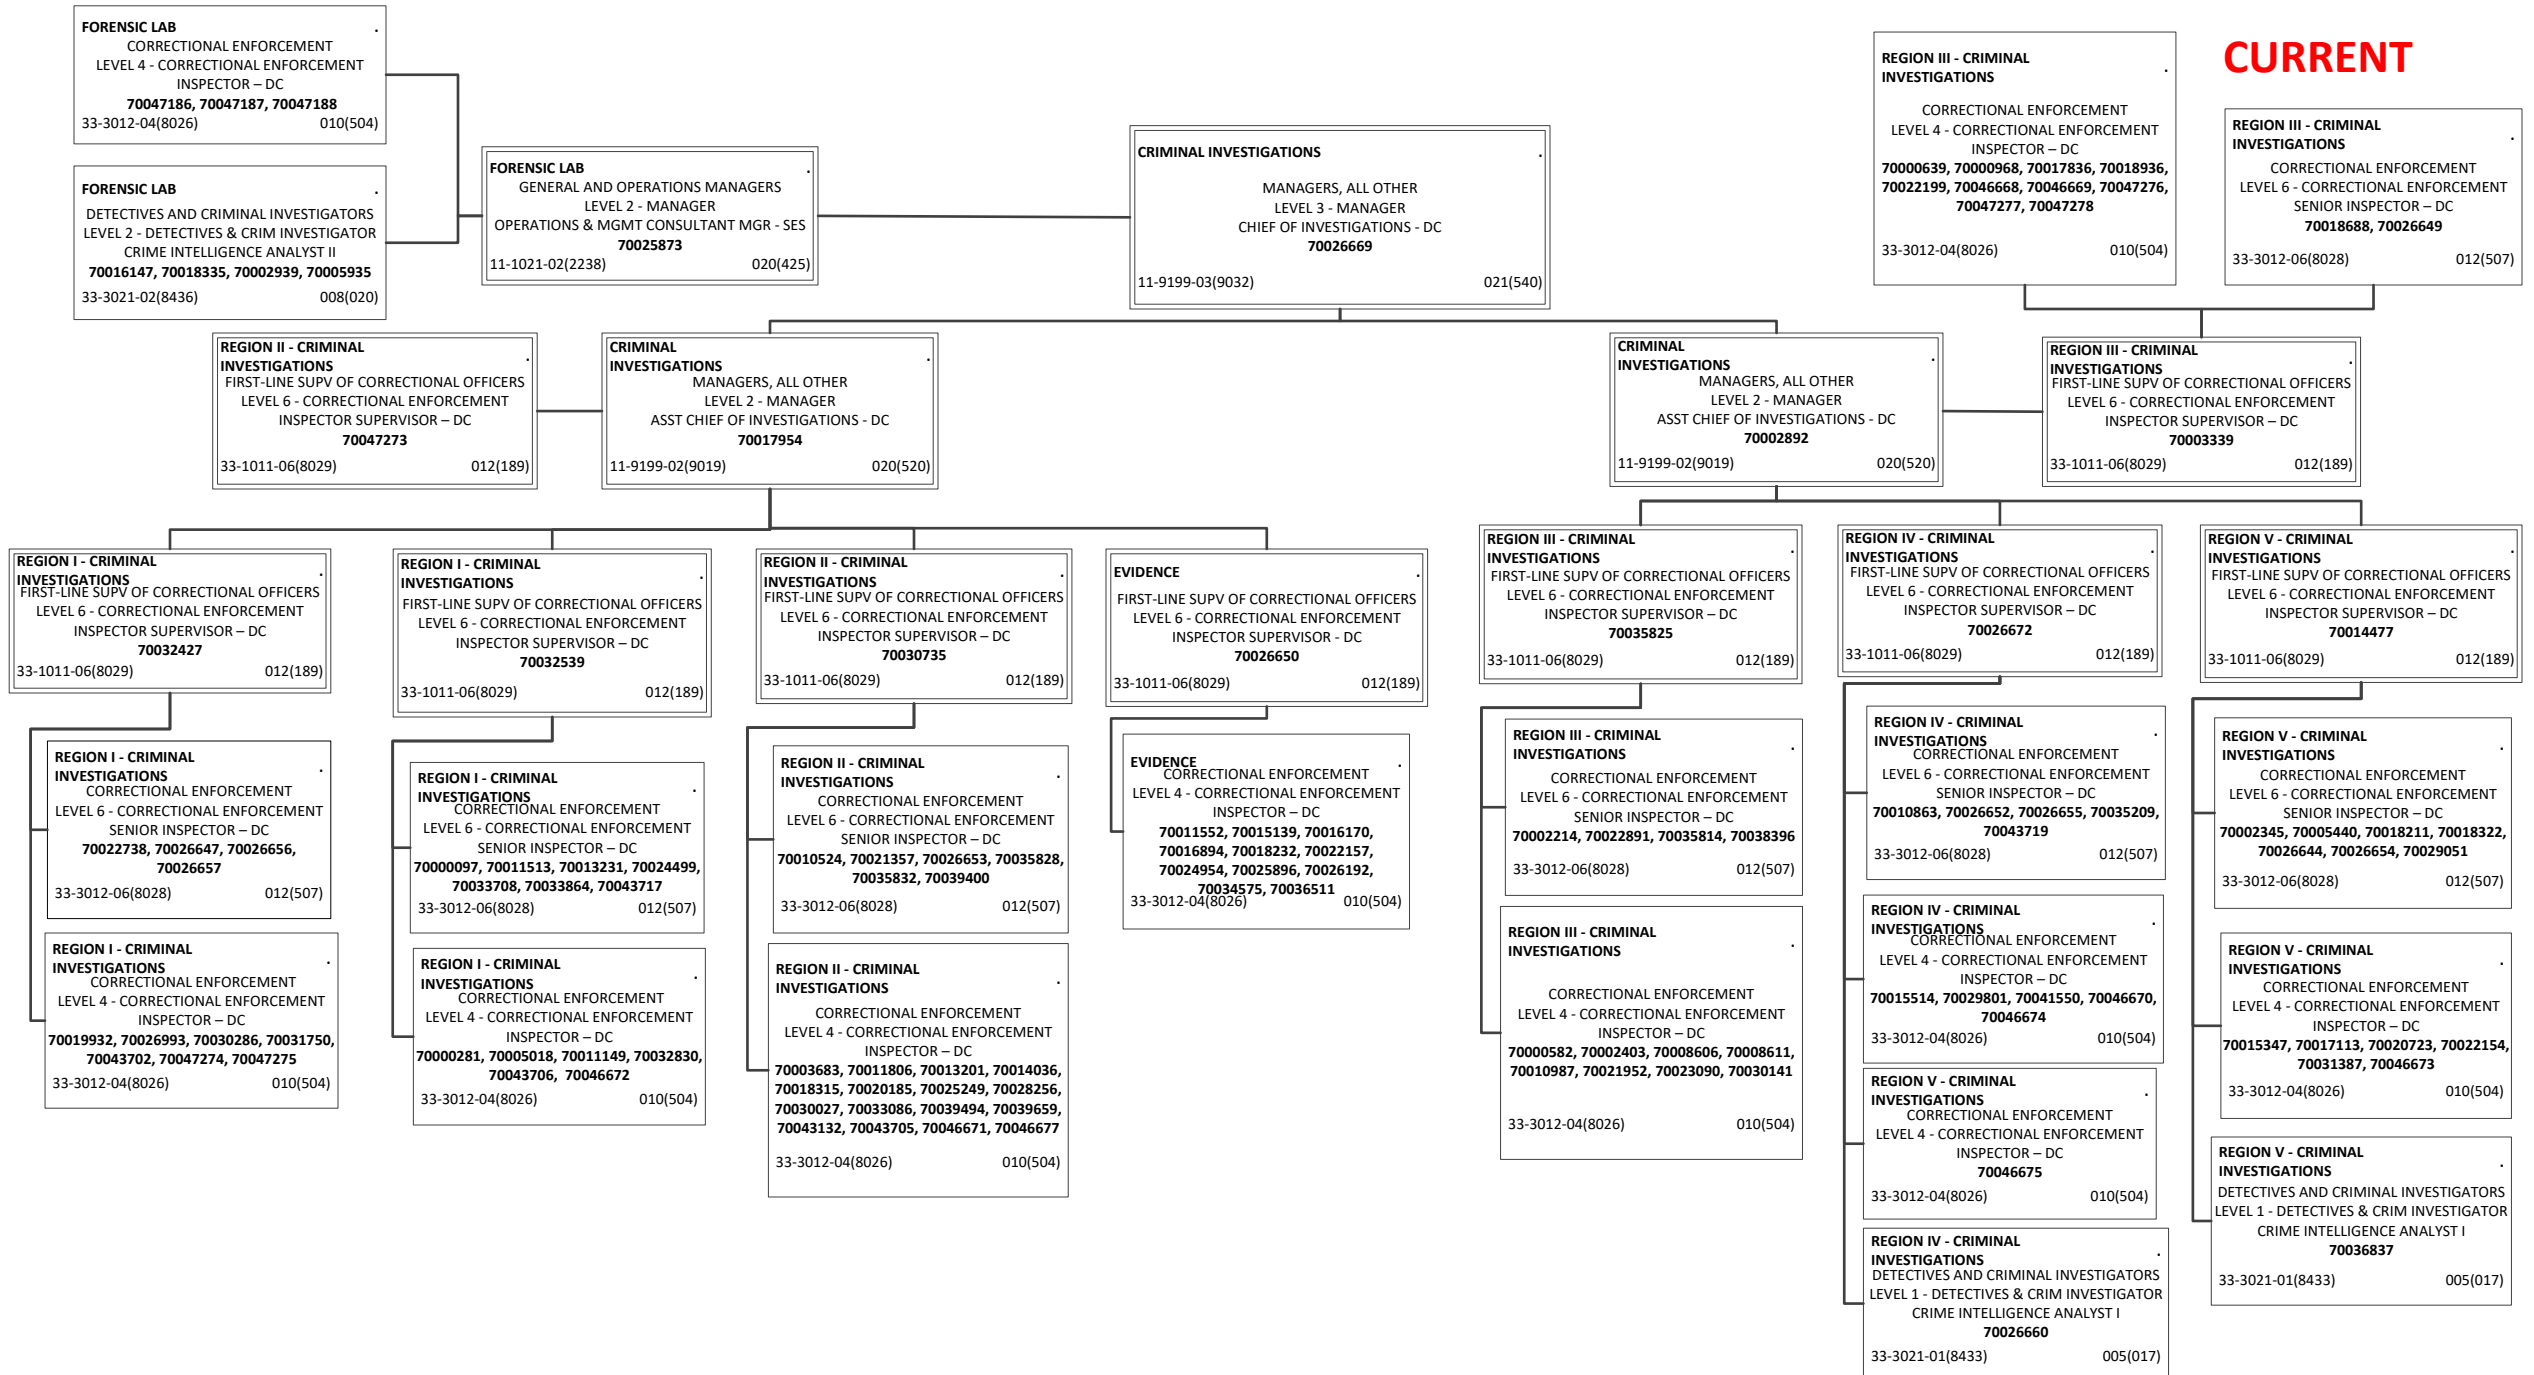 FORENSIC LAB .
CORRECTIONAL ENFORCEMENT
LEVEL 4 - CORRECTIONAL ENFORCEMENT
INSPECTOR – DC
70047186, 70047187, 70047188
33-3012-04(8026) 010(504)
FORENSIC LAB .
DETECTIVES AND CRIMINAL INVESTIGATORS
LEVEL 2 - DETECTIVES & CRIM INVESTIGATOR
CRIME INTELLIGENCE ANALYST II
70016147, 70018335, 70002939, 70005935
33-3021-02(8436) 008(020)
FORENSIC LAB .
GENERAL AND OPERATIONS MANAGERS
LEVEL 2 - MANAGER
OPERATIONS & MGMT CONSULTANT MGR - SES
70025873
11-1021-02(2238) 020(425)
CRIMINAL INVESTIGATIONS .
MANAGERS, ALL OTHER
LEVEL 3 - MANAGER
CHIEF OF INVESTIGATIONS - DC
70026669
11-9199-03(9032) 021(540)
REGION III - CRIMINAL
INVESTIGATIONS .
CORRECTIONAL ENFORCEMENT
LEVEL 4 - CORRECTIONAL ENFORCEMENT
INSPECTOR – DC
70000639, 70000968, 70017836, 70018936,
70022199, 70046668, 70046669, 70047276,
70047277, 70047278
33-3012-04(8026) 010(504)
CURRENT
REGION III - CRIMINAL
INVESTIGATIONS .
CORRECTIONAL ENFORCEMENT
LEVEL 6 - CORRECTIONAL ENFORCEMENT
SENIOR INSPECTOR – DC
70018688, 70026649
33-3012-06(8028) 012(507)
REGION II - CRIMINAL
INVESTIGATIONS .
FIRST-LINE SUPV OF CORRECTIONAL OFFICERS
LEVEL 6 - CORRECTIONAL ENFORCEMENT
INSPECTOR SUPERVISOR – DC
70047273
33-1011-06(8029) 012(189)
CRIMINAL
INVESTIGATIONS .
MANAGERS, ALL OTHER
LEVEL 2 - MANAGER
ASST CHIEF OF INVESTIGATIONS - DC
70017954
11-9199-02(9019) 020(520)
CRIMINAL
INVESTIGATIONS .
MANAGERS, ALL OTHER
LEVEL 2 - MANAGER
ASST CHIEF OF INVESTIGATIONS - DC
70002892
11-9199-02(9019) 020(520)
REGION III - CRIMINAL
INVESTIGATIONS .
FIRST-LINE SUPV OF CORRECTIONAL OFFICERS
LEVEL 6 - CORRECTIONAL ENFORCEMENT
INSPECTOR SUPERVISOR – DC
70003339
33-1011-06(8029) 012(189)
REGION I - CRIMINAL
INVESTIGATIONS .
FIRST-LINE SUPV OF CORRECTIONAL OFFICERS
LEVEL 6 - CORRECTIONAL ENFORCEMENT
INSPECTOR SUPERVISOR – DC
70032427
33-1011-06(8029) 012(189)
REGION I - CRIMINAL
INVESTIGATIONS .
FIRST-LINE SUPV OF CORRECTIONAL OFFICERS
LEVEL 6 - CORRECTIONAL ENFORCEMENT
INSPECTOR SUPERVISOR – DC
70032539
33-1011-06(8029) 012(189)
REGION II - CRIMINAL
INVESTIGATIONS .
FIRST-LINE SUPV OF CORRECTIONAL OFFICERS
LEVEL 6 - CORRECTIONAL ENFORCEMENT
INSPECTOR SUPERVISOR – DC
70030735
33-1011-06(8029) 012(189)
EVIDENCE .
FIRST-LINE SUPV OF CORRECTIONAL OFFICERS
LEVEL 6 - CORRECTIONAL ENFORCEMENT
INSPECTOR SUPERVISOR - DC
70026650
33-1011-06(8029) 012(189)
REGION III - CRIMINAL
INVESTIGATIONS .
FIRST-LINE SUPV OF CORRECTIONAL OFFICERS
LEVEL 6 - CORRECTIONAL ENFORCEMENT
INSPECTOR SUPERVISOR – DC
70035825
33-1011-06(8029) 012(189)
REGION IV - CRIMINAL
INVESTIGATIONS .
FIRST-LINE SUPV OF CORRECTIONAL OFFICERS
LEVEL 6 - CORRECTIONAL ENFORCEMENT
INSPECTOR SUPERVISOR – DC
70026672
33-1011-06(8029) 012(189)
REGION V - CRIMINAL
INVESTIGATIONS .
FIRST-LINE SUPV OF CORRECTIONAL OFFICERS
LEVEL 6 - CORRECTIONAL ENFORCEMENT
INSPECTOR SUPERVISOR – DC
70014477
33-1011-06(8029) 012(189)
REGION I - CRIMINAL
INVESTIGATIONS .
CORRECTIONAL ENFORCEMENT
LEVEL 6 - CORRECTIONAL ENFORCEMENT
SENIOR INSPECTOR – DC
70022738, 70026647, 70026656,
70026657
33-3012-06(8028) 012(507)
REGION I - CRIMINAL
INVESTIGATIONS .
CORRECTIONAL ENFORCEMENT
LEVEL 4 - CORRECTIONAL ENFORCEMENT
INSPECTOR – DC
70019932, 70026993, 70030286, 70031750,
70043702, 70047274, 70047275
33-3012-04(8026) 010(504)
REGION I - CRIMINAL
INVESTIGATIONS .
CORRECTIONAL ENFORCEMENT
LEVEL 6 - CORRECTIONAL ENFORCEMENT
SENIOR INSPECTOR – DC
70000097, 70011513, 70013231, 70024499,
70033708, 70033864, 70043717
33-3012-06(8028) 012(507)
REGION I - CRIMINAL
INVESTIGATIONS .
CORRECTIONAL ENFORCEMENT
LEVEL 4 - CORRECTIONAL ENFORCEMENT
INSPECTOR – DC
70000281, 70005018, 70011149, 70032830,
70043706, 70046672
33-3012-04(8026) 010(504)
REGION II - CRIMINAL
INVESTIGATIONS .
CORRECTIONAL ENFORCEMENT
LEVEL 6 - CORRECTIONAL ENFORCEMENT
SENIOR INSPECTOR – DC
70010524, 70021357, 70026653, 70035828,
70035832, 70039400
33-3012-06(8028) 012(507)
REGION II - CRIMINAL
INVESTIGATIONS .
CORRECTIONAL ENFORCEMENT
LEVEL 4 - CORRECTIONAL ENFORCEMENT
INSPECTOR – DC
70003683, 70011806, 70013201, 70014036,
70018315, 70020185, 70025249, 70028256,
70030027, 70033086, 70039494, 70039659,
70043132, 70043705, 70046671, 70046677
33-3012-04(8026) 010(504)
EVIDENCE .
CORRECTIONAL ENFORCEMENT
LEVEL 4 - CORRECTIONAL ENFORCEMENT
INSPECTOR – DC
70011552, 70015139, 70016170,
70016894, 70018232, 70022157,
70024954, 70025896, 70026192,
70034575, 70036511
33-3012-04(8026) 010(504)
REGION III - CRIMINAL
INVESTIGATIONS .
CORRECTIONAL ENFORCEMENT
LEVEL 6 - CORRECTIONAL ENFORCEMENT
SENIOR INSPECTOR – DC
70002214, 70022891, 70035814, 70038396
33-3012-06(8028) 012(507)
REGION III - CRIMINAL
INVESTIGATIONS .
CORRECTIONAL ENFORCEMENT
LEVEL 4 - CORRECTIONAL ENFORCEMENT
INSPECTOR – DC
70000582, 70002403, 70008606, 70008611,
70010987, 70021952, 70023090, 70030141
33-3012-04(8026) 010(504)
REGION IV - CRIMINAL
INVESTIGATIONS .
CORRECTIONAL ENFORCEMENT
LEVEL 6 - CORRECTIONAL ENFORCEMENT
SENIOR INSPECTOR – DC
70010863, 70026652, 70026655, 70035209,
70043719
33-3012-06(8028) 012(507)
REGION IV - CRIMINAL
INVESTIGATIONS .
CORRECTIONAL ENFORCEMENT
LEVEL 4 - CORRECTIONAL ENFORCEMENT
INSPECTOR – DC
70015514, 70029801, 70041550, 70046670,
70046674
33-3012-04(8026) 010(504)
REGION V - CRIMINAL
INVESTIGATIONS .
CORRECTIONAL ENFORCEMENT
LEVEL 4 - CORRECTIONAL ENFORCEMENT
INSPECTOR – DC
70046675
33-3012-04(8026) 010(504)
REGION IV - CRIMINAL
INVESTIGATIONS .
DETECTIVES AND CRIMINAL INVESTIGATORS
LEVEL 1 - DETECTIVES & CRIM INVESTIGATOR
CRIME INTELLIGENCE ANALYST I
70026660
33-3021-01(8433) 005(017)
REGION V - CRIMINAL
INVESTIGATIONS .
CORRECTIONAL ENFORCEMENT
LEVEL 6 - CORRECTIONAL ENFORCEMENT
SENIOR INSPECTOR – DC
70002345, 70005440, 70018211, 70018322,
70026644, 70026654, 70029051
33-3012-06(8028) 012(507)
REGION V - CRIMINAL
INVESTIGATIONS .
CORRECTIONAL ENFORCEMENT
LEVEL 4 - CORRECTIONAL ENFORCEMENT
INSPECTOR – DC
70015347, 70017113, 70020723, 70022154,
70031387, 70046673
33-3012-04(8026) 010(504)
REGION V - CRIMINAL
INVESTIGATIONS .
DETECTIVES AND CRIMINAL INVESTIGATORS
LEVEL 1 - DETECTIVES & CRIM INVESTIGATOR
CRIME INTELLIGENCE ANALYST I
70036837
33-3021-01(8433) 005(017)